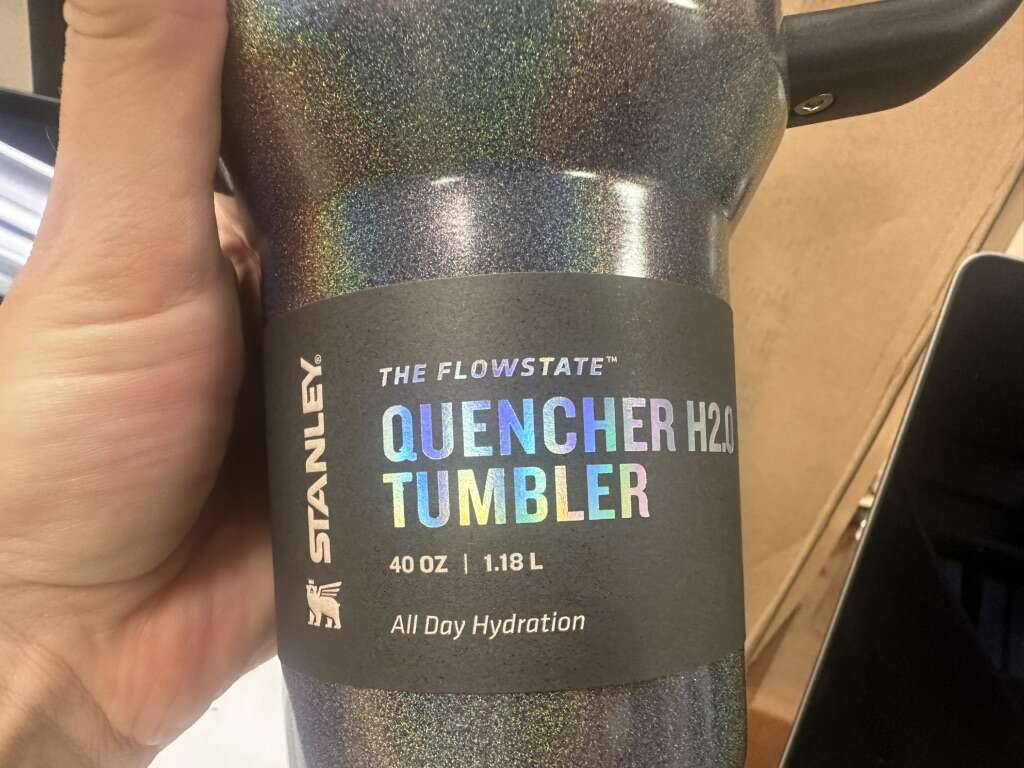 STANLEY®
THE FLOWSTATE™
QUENCHER H2.0
TUMBLER
40 OZ | 1.18 L
All Day Hydration